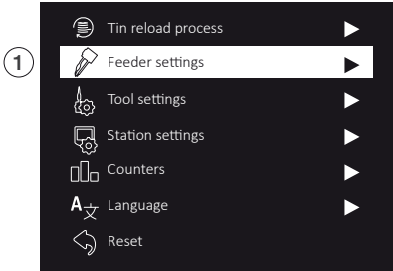 Tin reload process
1 Feeder settings
Tool settings
Station settings
Counters
Language
Reset